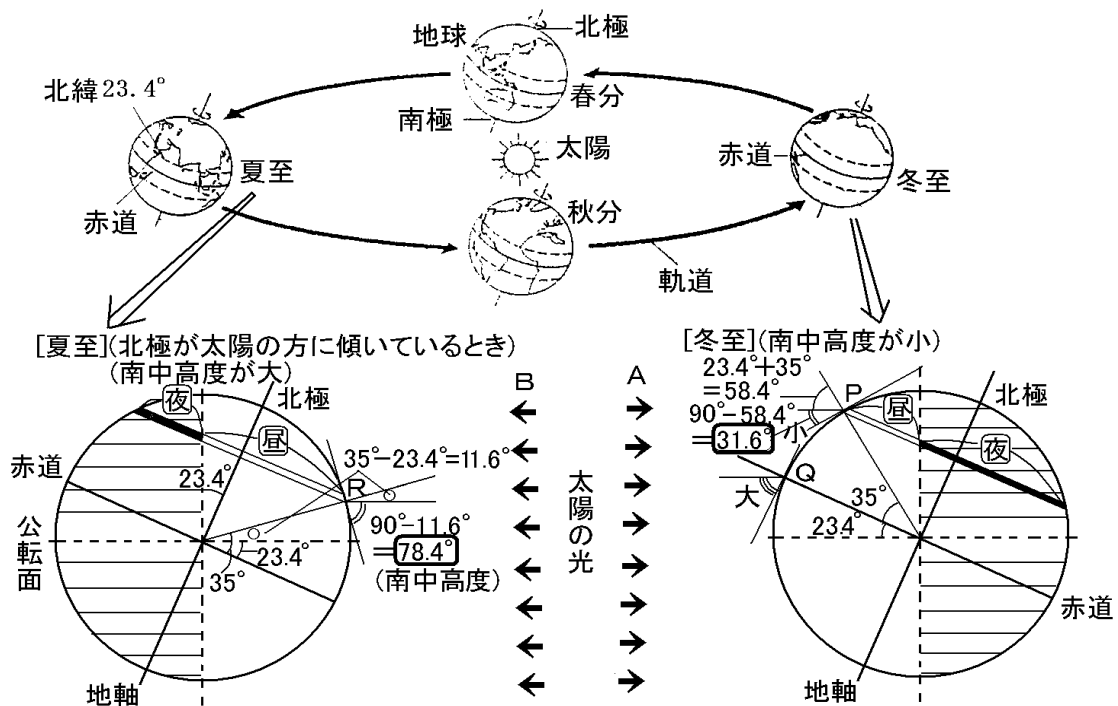 地球
北極
北緯23.4°
南極
春分
太陽
赤道
夏至
赤道
冬至
秋分
軌道
[夏至](北極が太陽の方に傾いているとき)
(南中高度が大)
夜
昼
北極
赤道
23.4°
35°-23.4°=11.6°
R
90°-11.6°
=78.4°
(南中高度)
公転面
23.4°
35°
地軸
B
A
太陽の光
[冬至](南中高度が小)
23.4°+35°
=58.4°
90°-58.4°
=31.6°
小
P
昼
北極
夜
大
Q
35°
23.4°
赤道
地軸